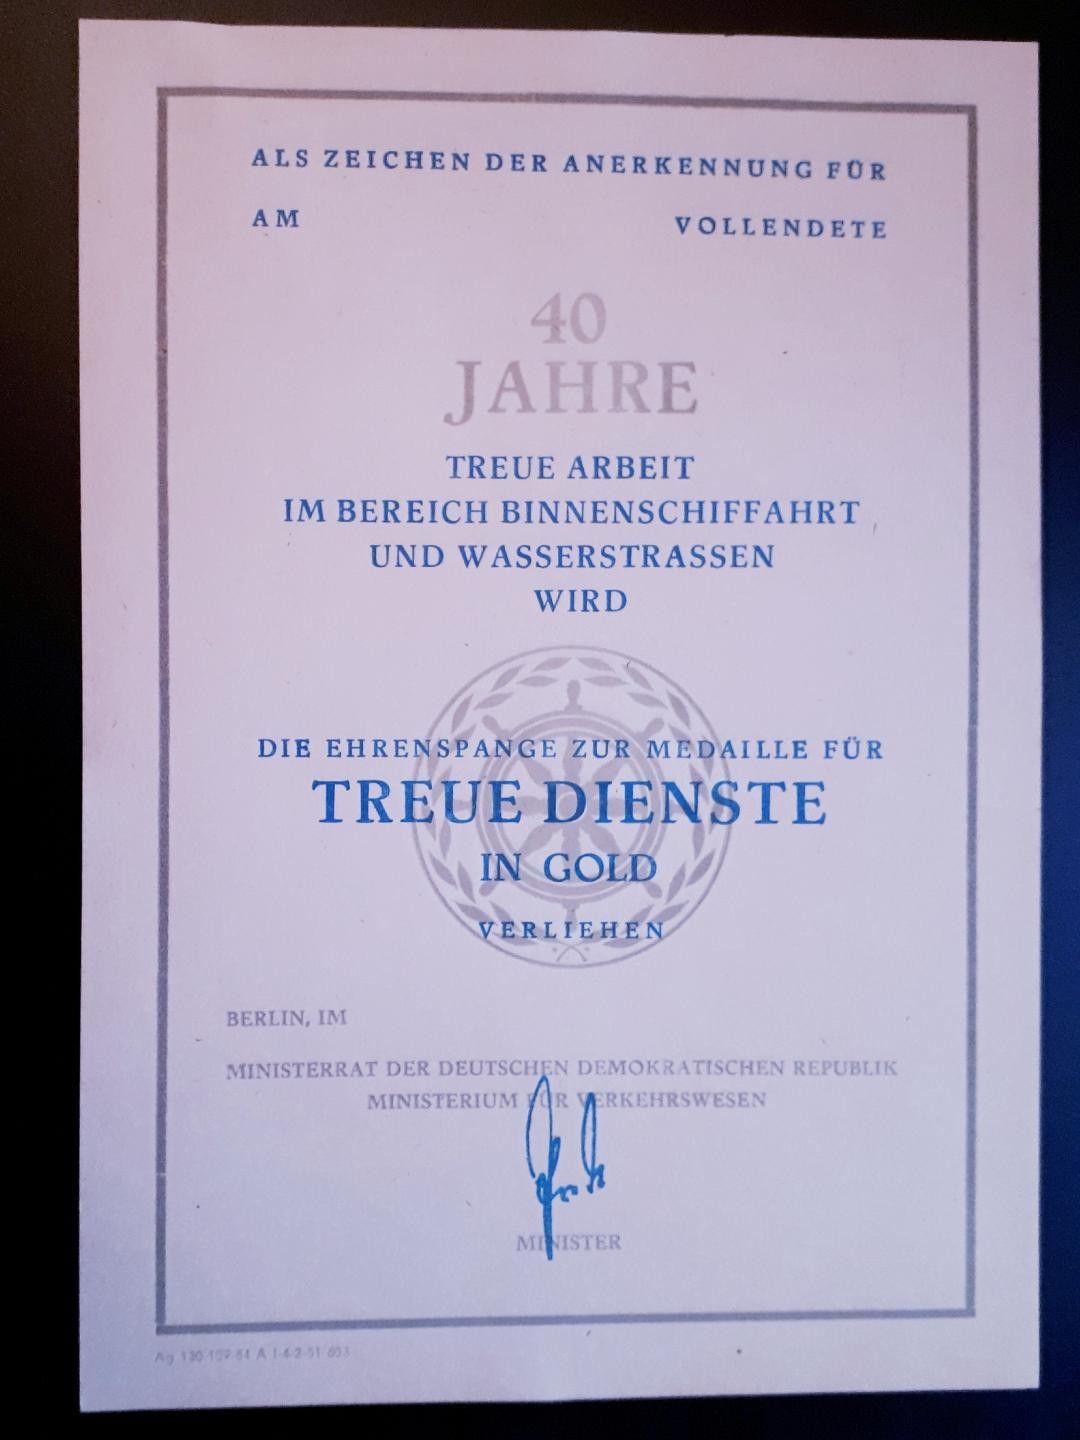 ALS ZEICHEN DER ANERKENNUNG FÜR
AM VOLLENDETE
40
JAHRE
TREUE ARBEIT
IM BEREICH BINNENSCHIFFAHRT
UND WASSERSTRASSEN
WIRD
DIE EHRENSPANGE ZUR MEDAILLE FÜR
TREUE DIENSTE
IN GOLD
VERLIEHEN
BERLIN, IM
MINISTERRAT DER DEUTSCHEN DEMOKRATISCHEN REPUBLIK
MINISTERIUM FÜR VERKEHRSWESEN
MINISTER
Ag